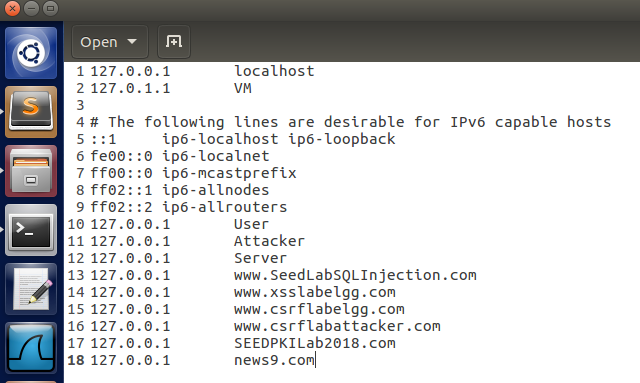 Open
1 127.0.0.1 localhost
2 127.0.1.1 VM
3
4 # The following lines are desirable for IPv6 capable hosts
5 ::1 ip6-localhost ip6-loopback
6 fe00::0 ip6-localnet
7 ff00::0 ip6-mcastprefix
8 ff02::1 ip6-allnodes
9 ff02::2 ip6-allrouters
10 127.0.0.1 User
11 127.0.0.1 Attacker
12 127.0.0.1 Server
13 127.0.0.1 www.SeedLabSQLInjection.com
14 127.0.0.1 www.xsslabelgg.com
15 127.0.0.1 www.csrflabelgg.com
16 127.0.0.1 www.csrflabattacker.com
17 127.0.0.1 SEEDPKILab2018.com
18 127.0.0.1 news9.com